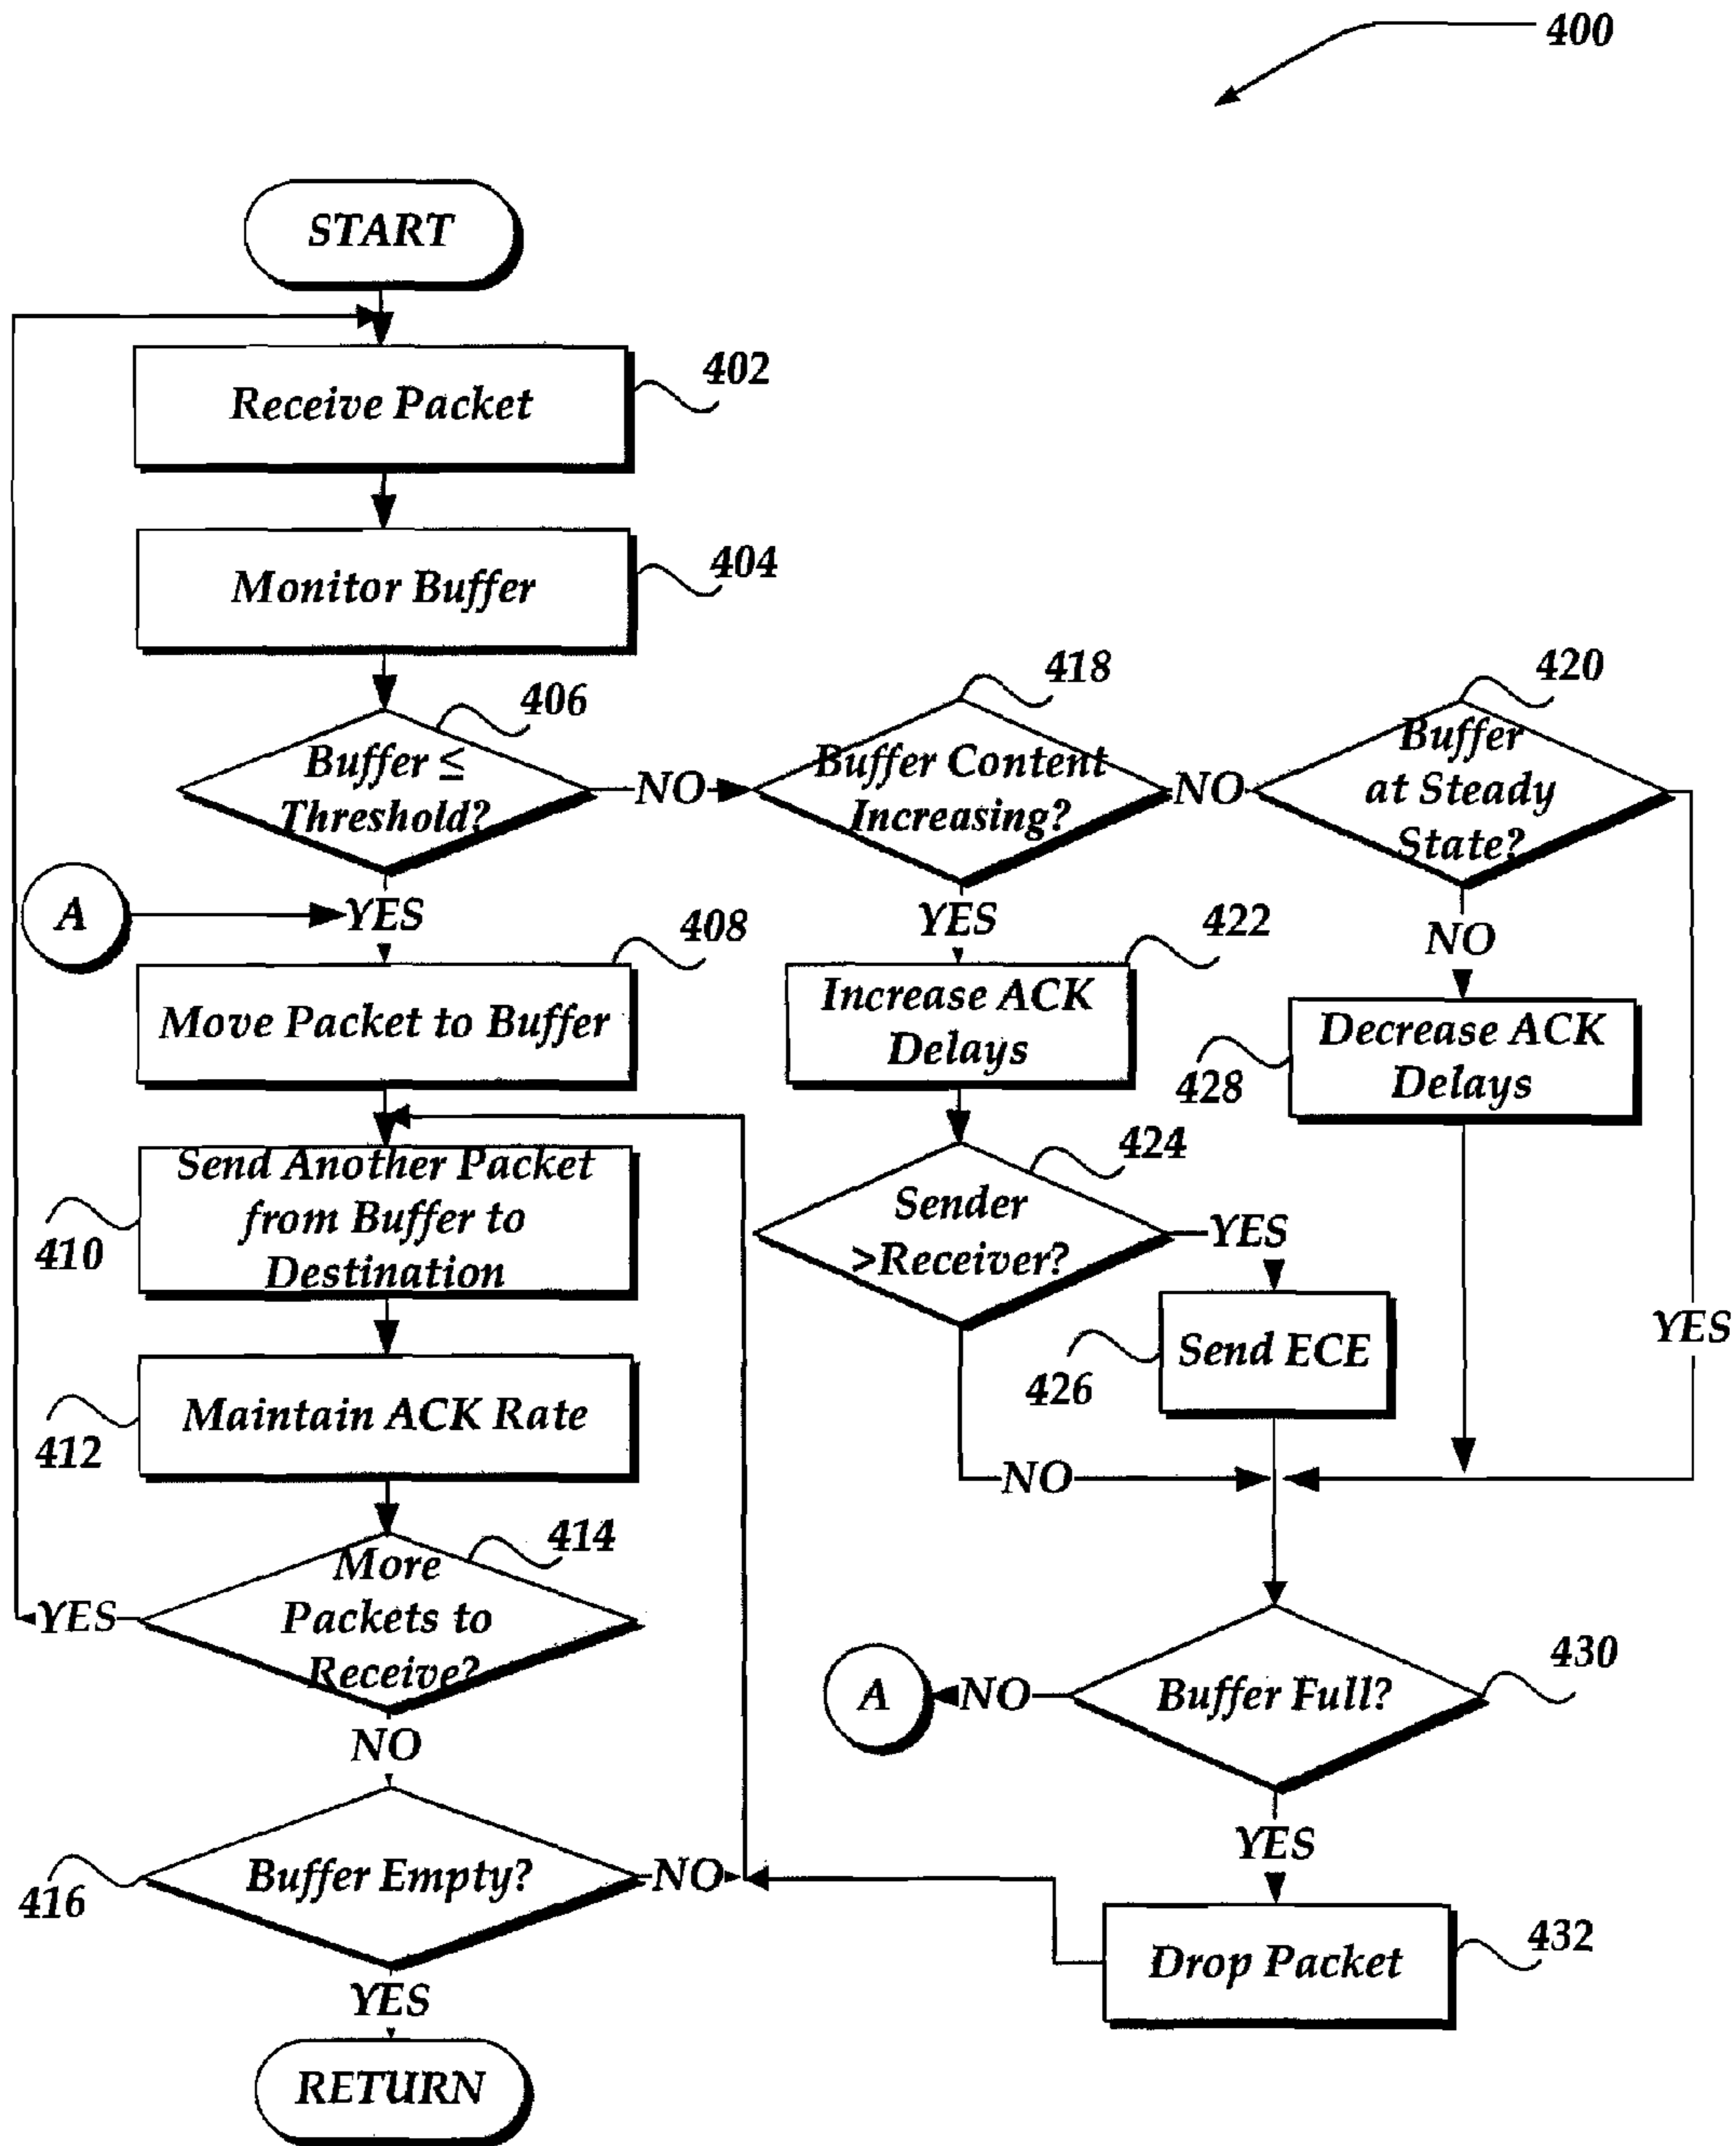 400
START
Receive Packet
402
Monitor Buffer
404
406
Buffer ≤
Threshold?
NO
418
Buffer Content
Increasing?
NO
420
Buffer
at Steady
State?
A
YES
YES
NO
YES
408
Move Packet to Buffer
422
Increase ACK
Delays
428
Decrease ACK
Delays
410
Send Another Packet
from Buffer to
Destination
424
Sender
>Receiver?
YES
NO
426
Send ECE
412
Maintain ACK Rate
414
More
Packets to
Receive?
YES
NO
430
Buffer Full?
NO
A
YES
416
Buffer Empty?
NO
YES
432
Drop Packet
RETURN